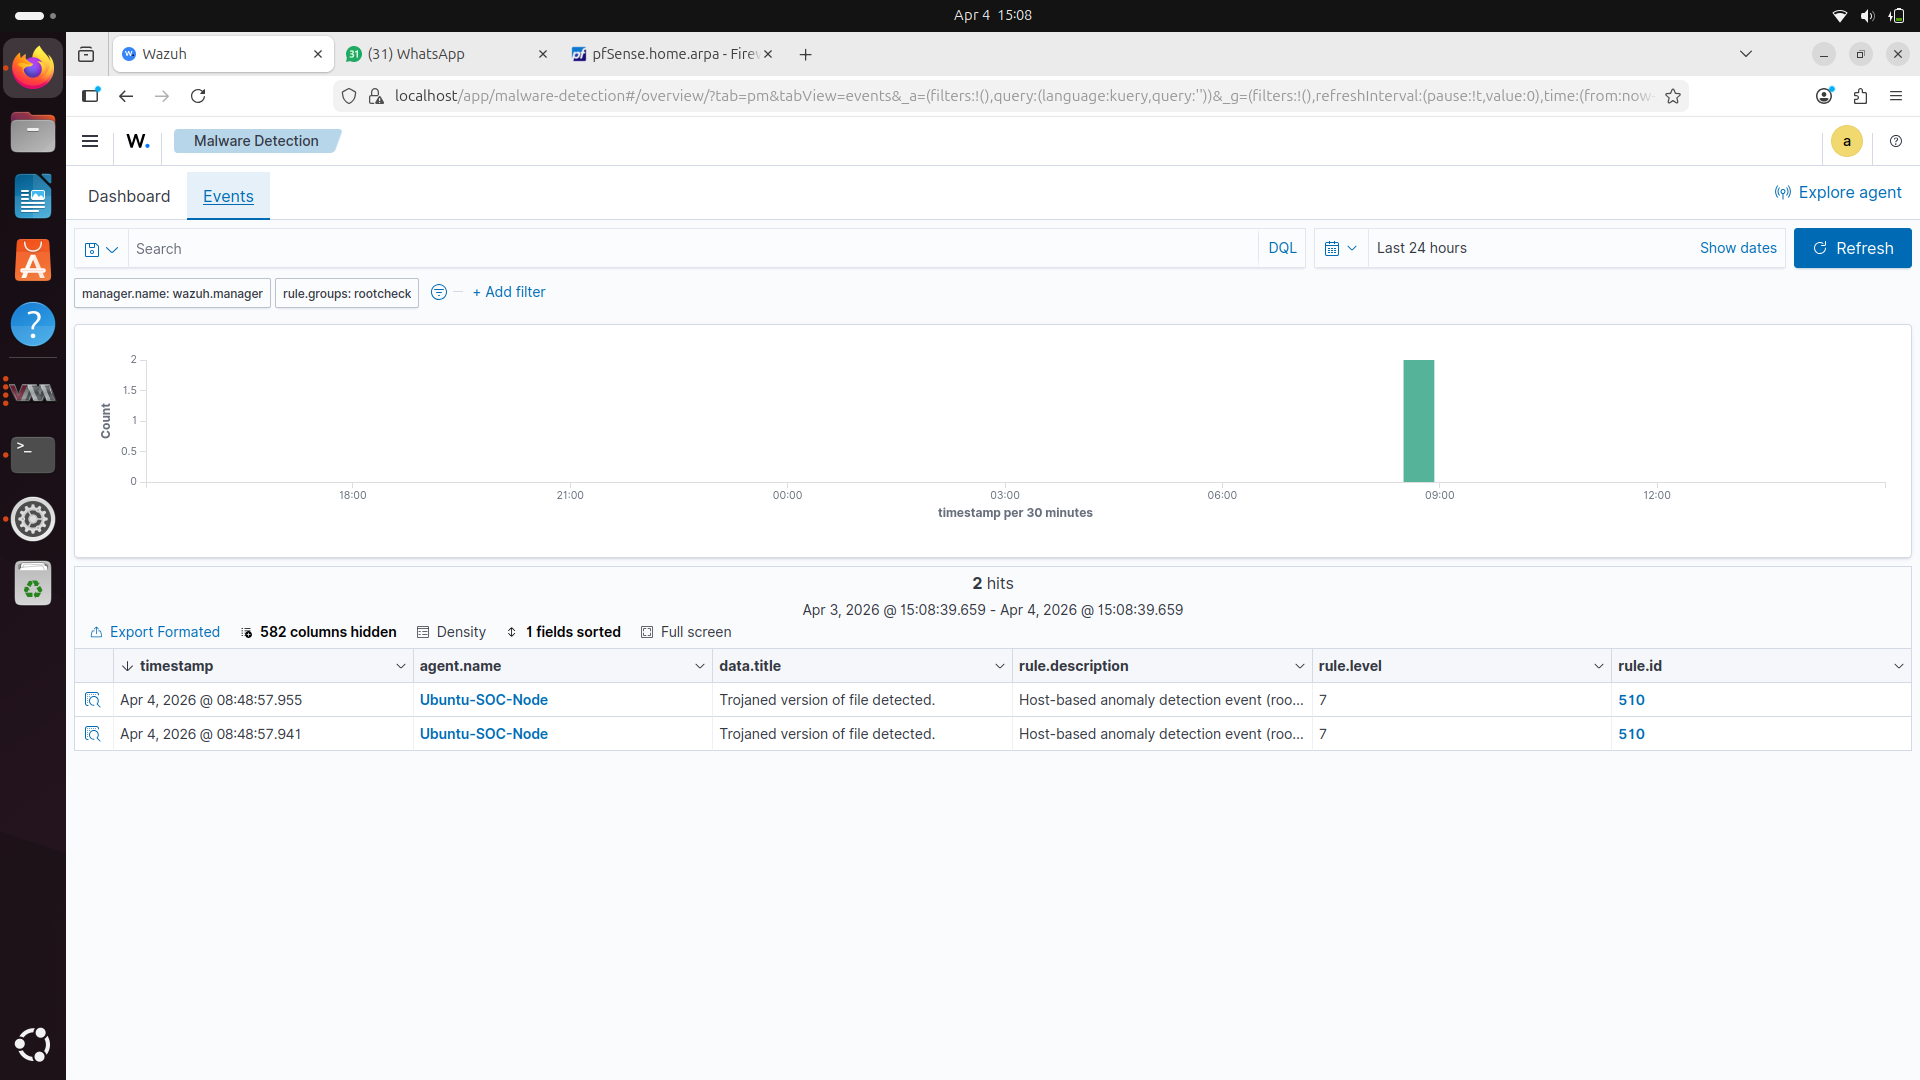 Apr 4 15:08
Wazuh
31 (31) WhatsApp
pfSense.home.arpa - Fire
localhost/app/malware-detection#/overview/?tab=pm&tabView=events&_a=(filters:!(),query:(language:kuery,query:''))&_g=(filters:!(),refreshInterval:(pause:!t,value:0),time:(from:now-
W.
Malware Detection
a
Dashboard
Events
Explore agent
Search
DQL
Last 24 hours
Show dates
Refresh
manager.name: wazuh.manager
rule.groups: rootcheck
+ Add filter
Count
2
1.5
1
0.5
0
18:00
21:00
00:00
03:00
06:00
09:00
12:00
timestamp per 30 minutes
2 hits
Apr 3, 2026 @ 15:08:39.659 - Apr 4, 2026 @ 15:08:39.659
Export Formated
582 columns hidden
Density
1 fields sorted
Full screen
timestamp agent.name data.title rule.description rule.level rule.id
Apr 4, 2026 @ 08:48:57.955 Ubuntu-SOC-Node Trojaned version of file detected. Host-based anomaly detection event (roo... 7 510
Apr 4, 2026 @ 08:48:57.941 Ubuntu-SOC-Node Trojaned version of file detected. Host-based anomaly detection event (roo... 7 510